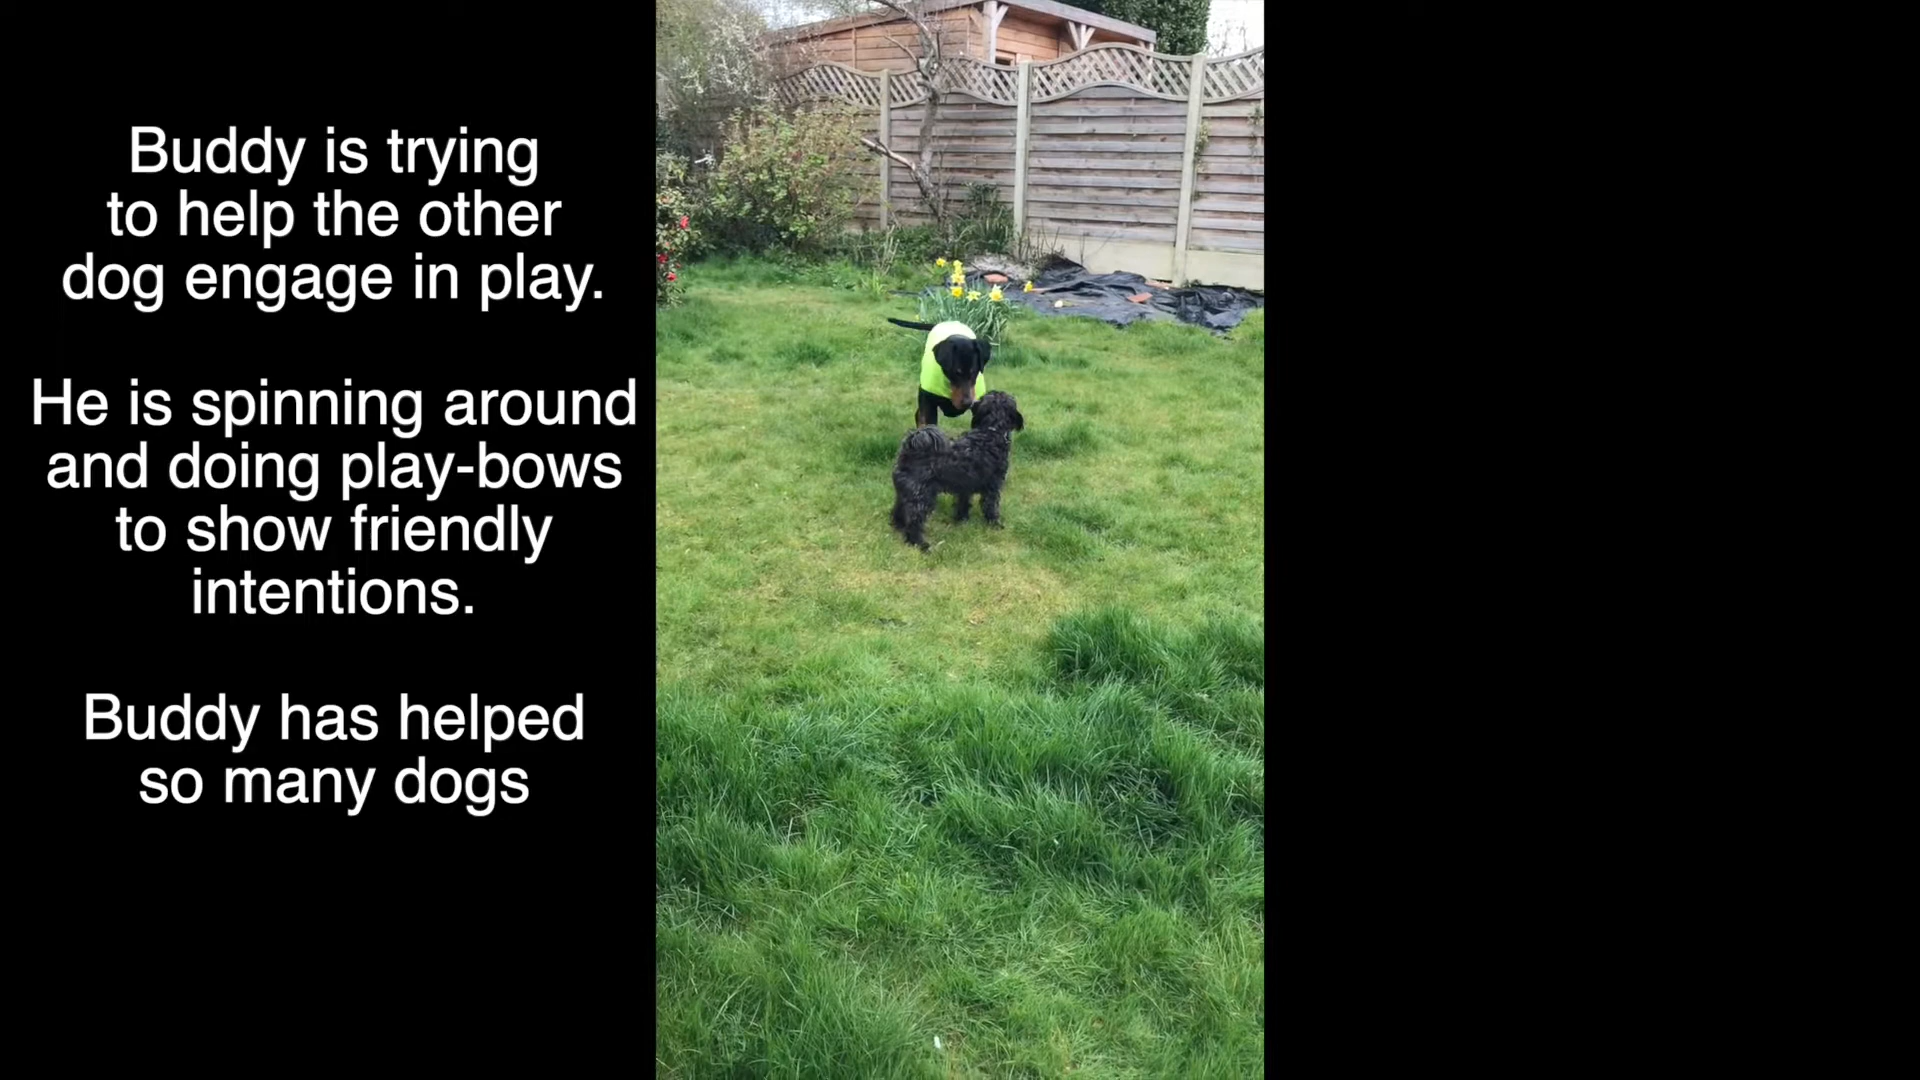 Buddy is trying
to help the other
dog engage in play.
He is spinning around
and doing play-bows
to show friendly
intentions.
Buddy has helped
so many dogs